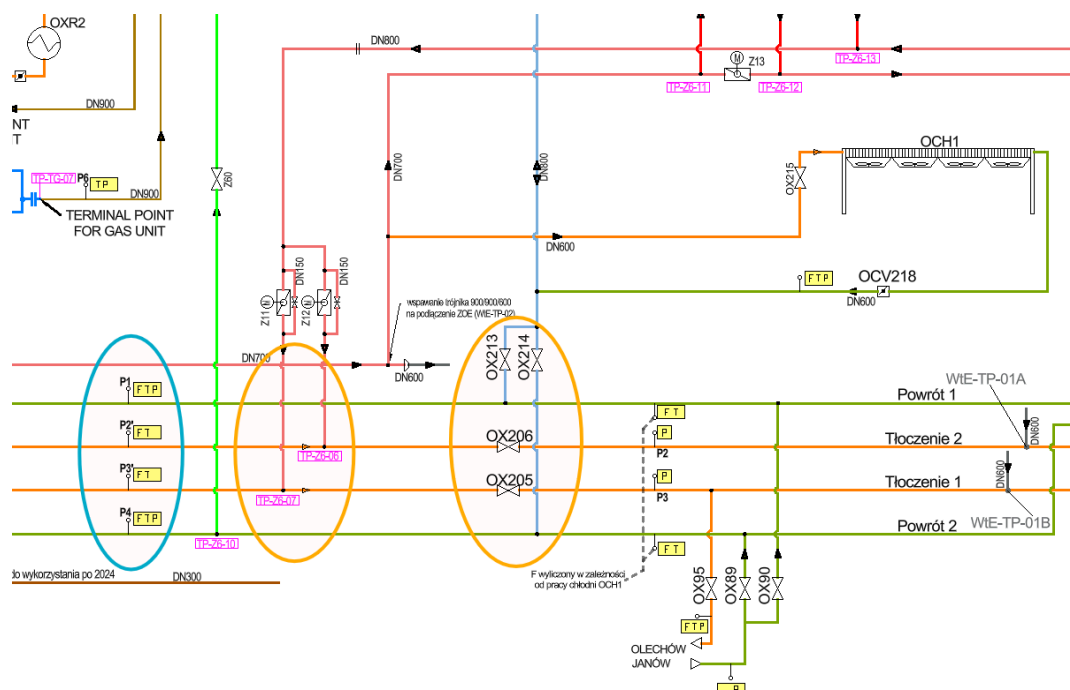 OXR2
DN900
NT
T
TP-TG-07
P6
TP
DN900
TERMINAL POINT
FOR GAS UNIT
Z60
DN800
DN700
DN800
TP-Z6-11
M
Z13
TP-Z6-12
TP-Z6-13
OCH1
OX215
DN600
FTP
OCV218
DN600
DN150
DN150
Z11
M
Z12
M
wspawanie trójnika 900/900/600
na podłączenie ZOE (WtE-TP-02)
DN700
DN600
OX213
OX214
WtE-TP-01A
P1
FTP
FT
Powrót 1
DN600
P2'
FT
TP-Z6-06
OX206
P
P2
Tłoczenie 2
P3'
FT
TP-Z6-07
OX205
P
P3
Tłoczenie 1
DN600
WtE-TP-01B
P4
FTP
TP-Z6-10
FT
Powrót 2
do wykorzystania po 2024
DN300
F wyliczony w zależności
od pracy chłodni OCH1
OX95
OX89
OX90
FTP
OLECHÓW
JANÓW